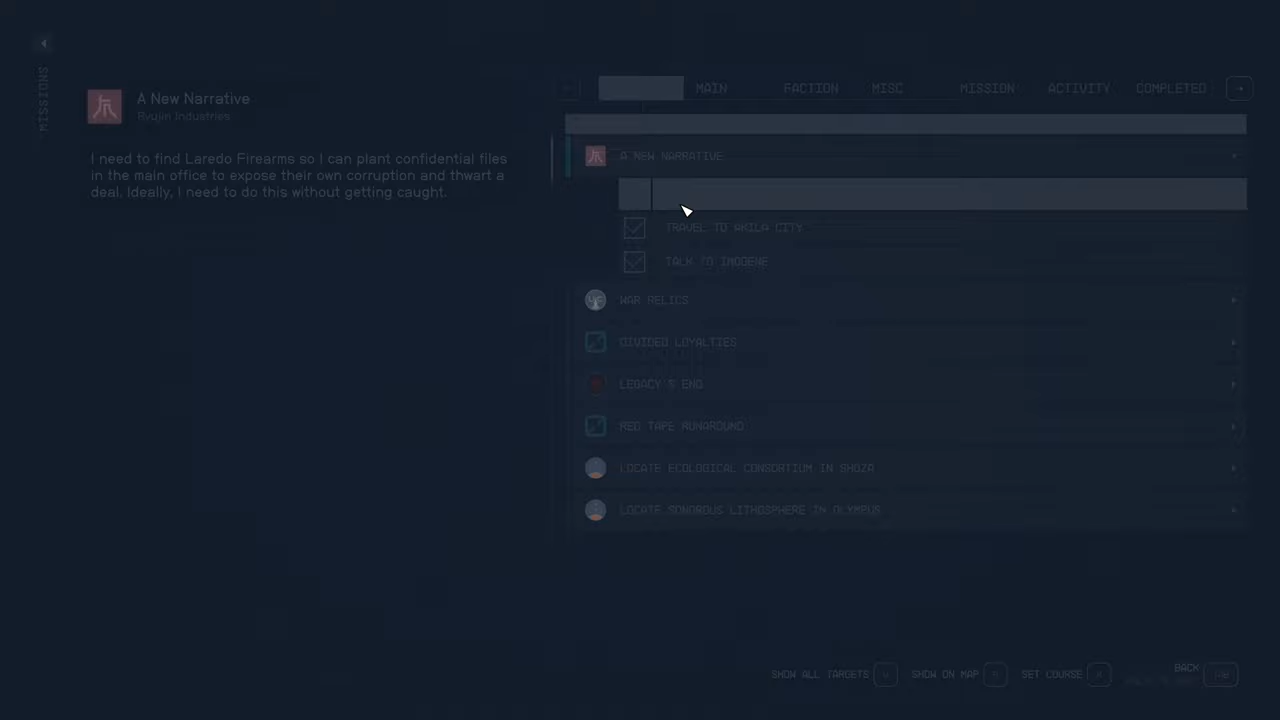 MISSIONS
A New Narrative
Ryujin Industries
I need to find Laredo Firearms so I can plant confidential files
in the main office to expose their own corruption and thwart a
deal. Ideally, I need to do this without getting caught.
MAIN FACTION MISC MISSION ACTIVITY COMPLETED
A NEW NARRATIVE
TRAVEL TO AKILA CITY
TALK TO IMOGENE
WAR RELICS
DIVIDED LOYALTIES
LEGACY'S END
RED TAPE RUNAROUND
LOCATE ECOLOGICAL CONSORTIUM IN SHOZA
LOCATE SONOROUS LITHOSPHERE IN OLYMPUS
SHOW ALL TARGETS SHOW ON MAP SET COURSE BACK